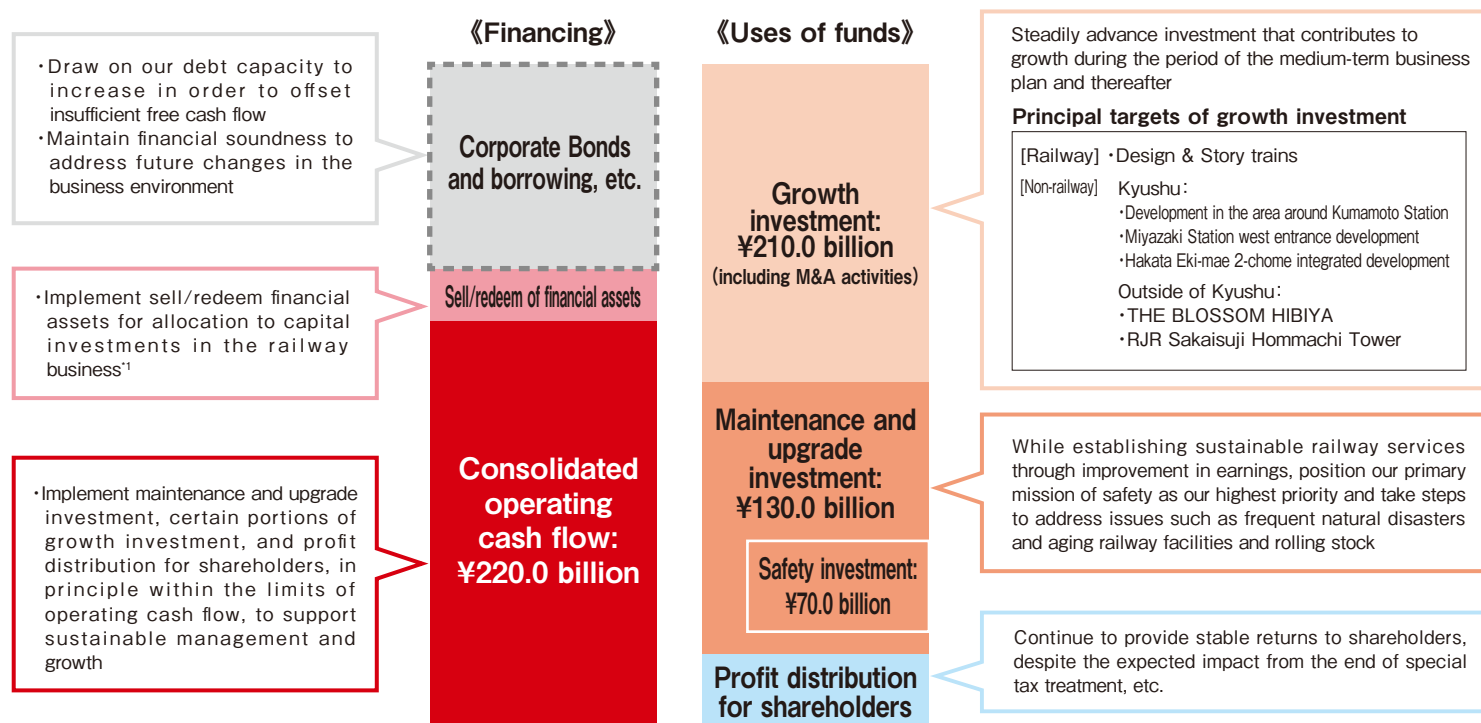 《Financing》
・Draw on our debt capacity to
increase in order to offset
insufficient free cash flow
・Maintain financial soundness to
address future changes in the
business environment
Corporate Bonds
and borrowing, etc.
・Implement sell/redeem financial
assets for allocation to capital
investments in the railway
business*1
Sell/redeem of financial assets
・Implement maintenance and upgrade
investment, certain portions of
growth investment, and profit
distribution for shareholders, in
principle within the limits of
operating cash flow, to support
sustainable management and
growth
Consolidated
operating
cash flow:
¥220.0 billion
《Uses of funds》
Growth
investment:
¥210.0 billion
(including M&A activities)
Steadily advance investment that contributes to
growth during the period of the medium-term business
plan and thereafter
Principal targets of growth investment
[Railway] ・Design & Story trains
[Non-railway] Kyushu:
・Development in the area around Kumamoto Station
・Miyazaki Station west entrance development
・Hakata Eki-mae 2-chome integrated development
Outside of Kyushu:
・THE BLOSSOM HIBIYA
・RJR Sakaisuji Hommachi Tower
Maintenance and
upgrade
investment:
¥130.0 billion
Safety investment:
¥70.0 billion
While establishing sustainable railway services
through improvement in earnings, position our primary
mission of safety as our highest priority and take steps
to address issues such as frequent natural disasters
and aging railway facilities and rolling stock
Profit distribution
for shareholders
Continue to provide stable returns to shareholders,
despite the expected impact from the end of special
tax treatment, etc.